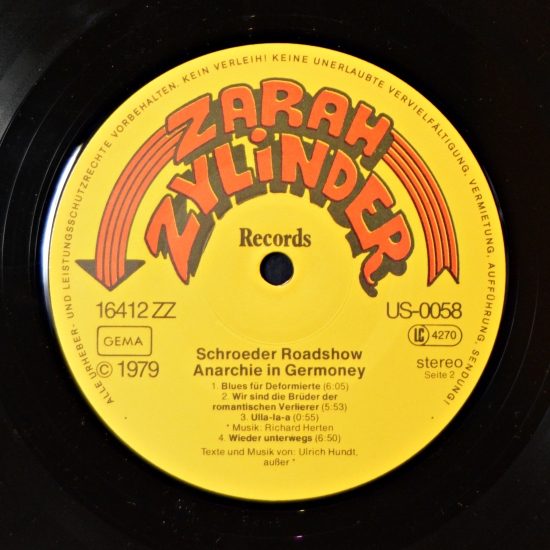 ALLE URHEBER- UND LEISTUNGSSCHUTZRECHTE VORBEHALTEN. KEIN VERLEIH! KEINE UNERLAUBTE VERVIELFÄLTIGUNG, VERMIETUNG, AUFFÜHRUNG, SENDUNG!
ZARAH
ZYLiNDER
Records
16412 ZZ
US-0058
GEMA
LC 4270
© 1979
stereo
Seite 2
Schroeder Roadshow
Anarchie in Germoney
1. Blues für Deformierte (6:05)
2. Wir sind die Brüder der
romantischen Verlierer (5:53)
3. Ulla-la-a (0:55)
* Musik: Richard Herten
4. Wieder unterwegs (6:50)
Texte und Musik von: Ulrich Hundt,
außer *